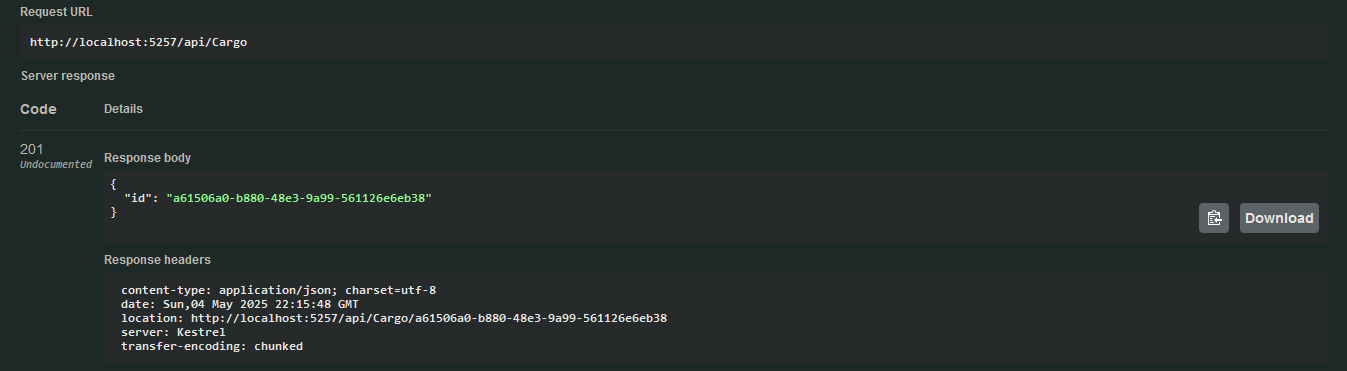 Request URL
http://localhost:5257/api/Cargo
Server response
Code Details
201
Undocumented
Response body
{
"id": "a61506a0-b880-48e3-9a99-561126e6eb38"
}
Download
Response headers
content-type: application/json; charset=utf-8
date: Sun,04 May 2025 22:15:48 GMT
location: http://localhost:5257/api/Cargo/a61506a0-b880-48e3-9a99-561126e6eb38
server: Kestrel
transfer-encoding: chunked